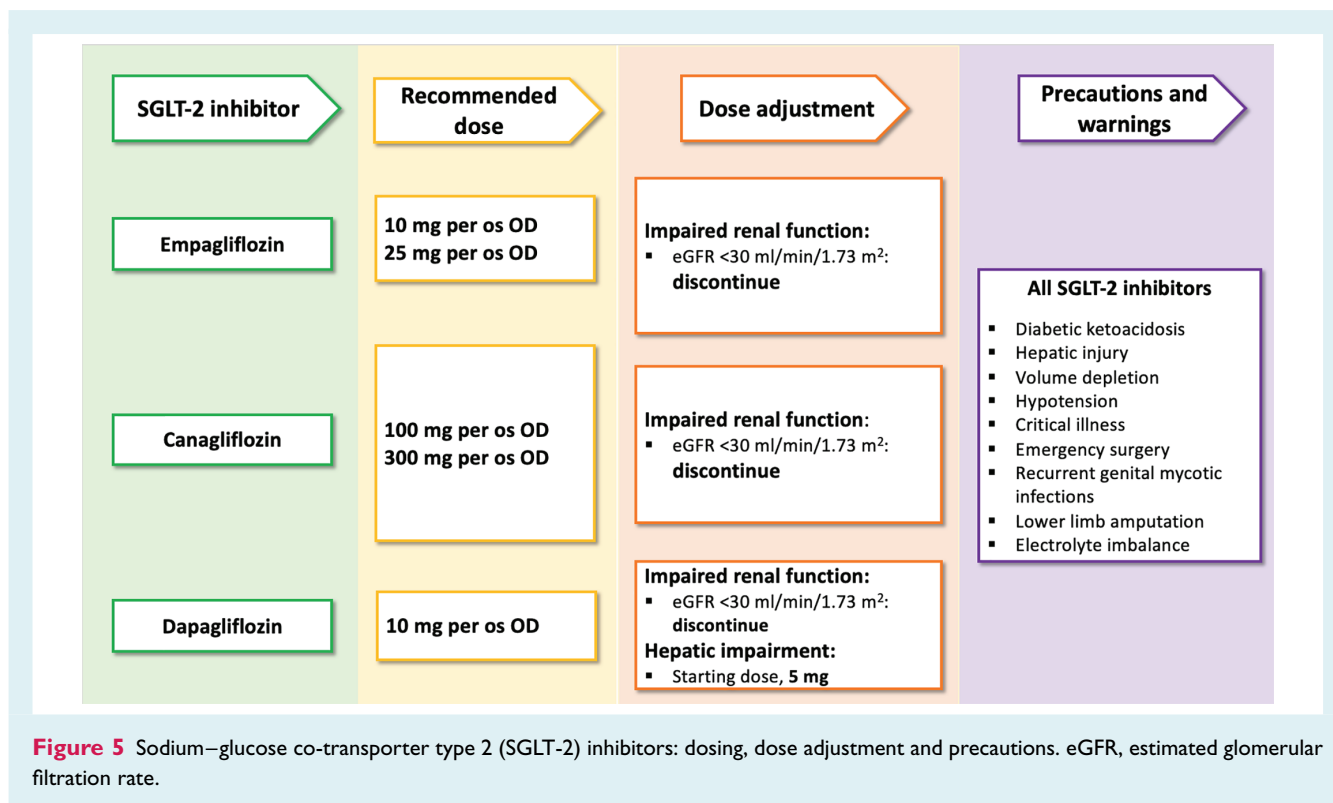 SGLT-2 inhibitor
Recommended
dose
Dose adjustment
Precautions and
warnings
Empagliflozin
10 mg per os OD
25 mg per os OD
Impaired renal function:
▪ eGFR <30 ml/min/1.73 m²:
discontinue
Canagliflozin
100 mg per os OD
300 mg per os OD
Impaired renal function:
▪ eGFR <30 ml/min/1.73 m²:
discontinue
Dapagliflozin
10 mg per os OD
Impaired renal function:
▪ eGFR <30 ml/min/1.73 m²:
discontinue
Hepatic impairment:
▪ Starting dose, 5 mg
All SGLT-2 inhibitors
▪ Diabetic ketoacidosis
▪ Hepatic injury
▪ Volume depletion
▪ Hypotension
▪ Critical illness
▪ Emergency surgery
▪ Recurrent genital mycotic
infections
▪ Lower limb amputation
▪ Electrolyte imbalance
Figure 5 Sodium–glucose co-transporter type 2 (SGLT-2) inhibitors: dosing, dose adjustment and precautions. eGFR, estimated glomerular
filtration rate.